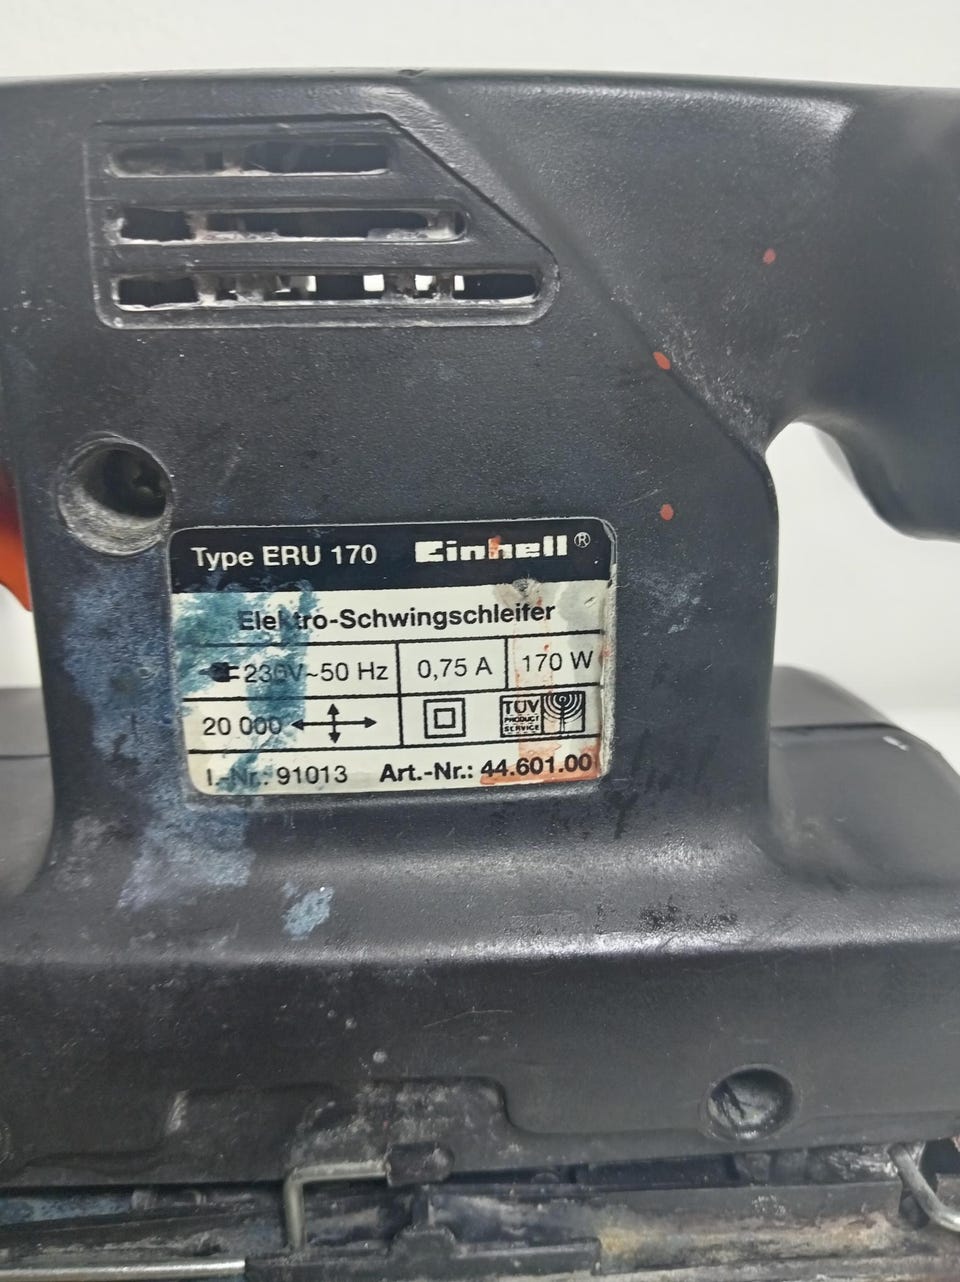 Type ERU 170 Einhell®
Elektro-Schwingschleifer
230V~50 Hz 0,75 A 170 W
20 000 TÜV PRODUCT SERVICE
I.-Nr.: 91013 Art.-Nr.: 44.601.00